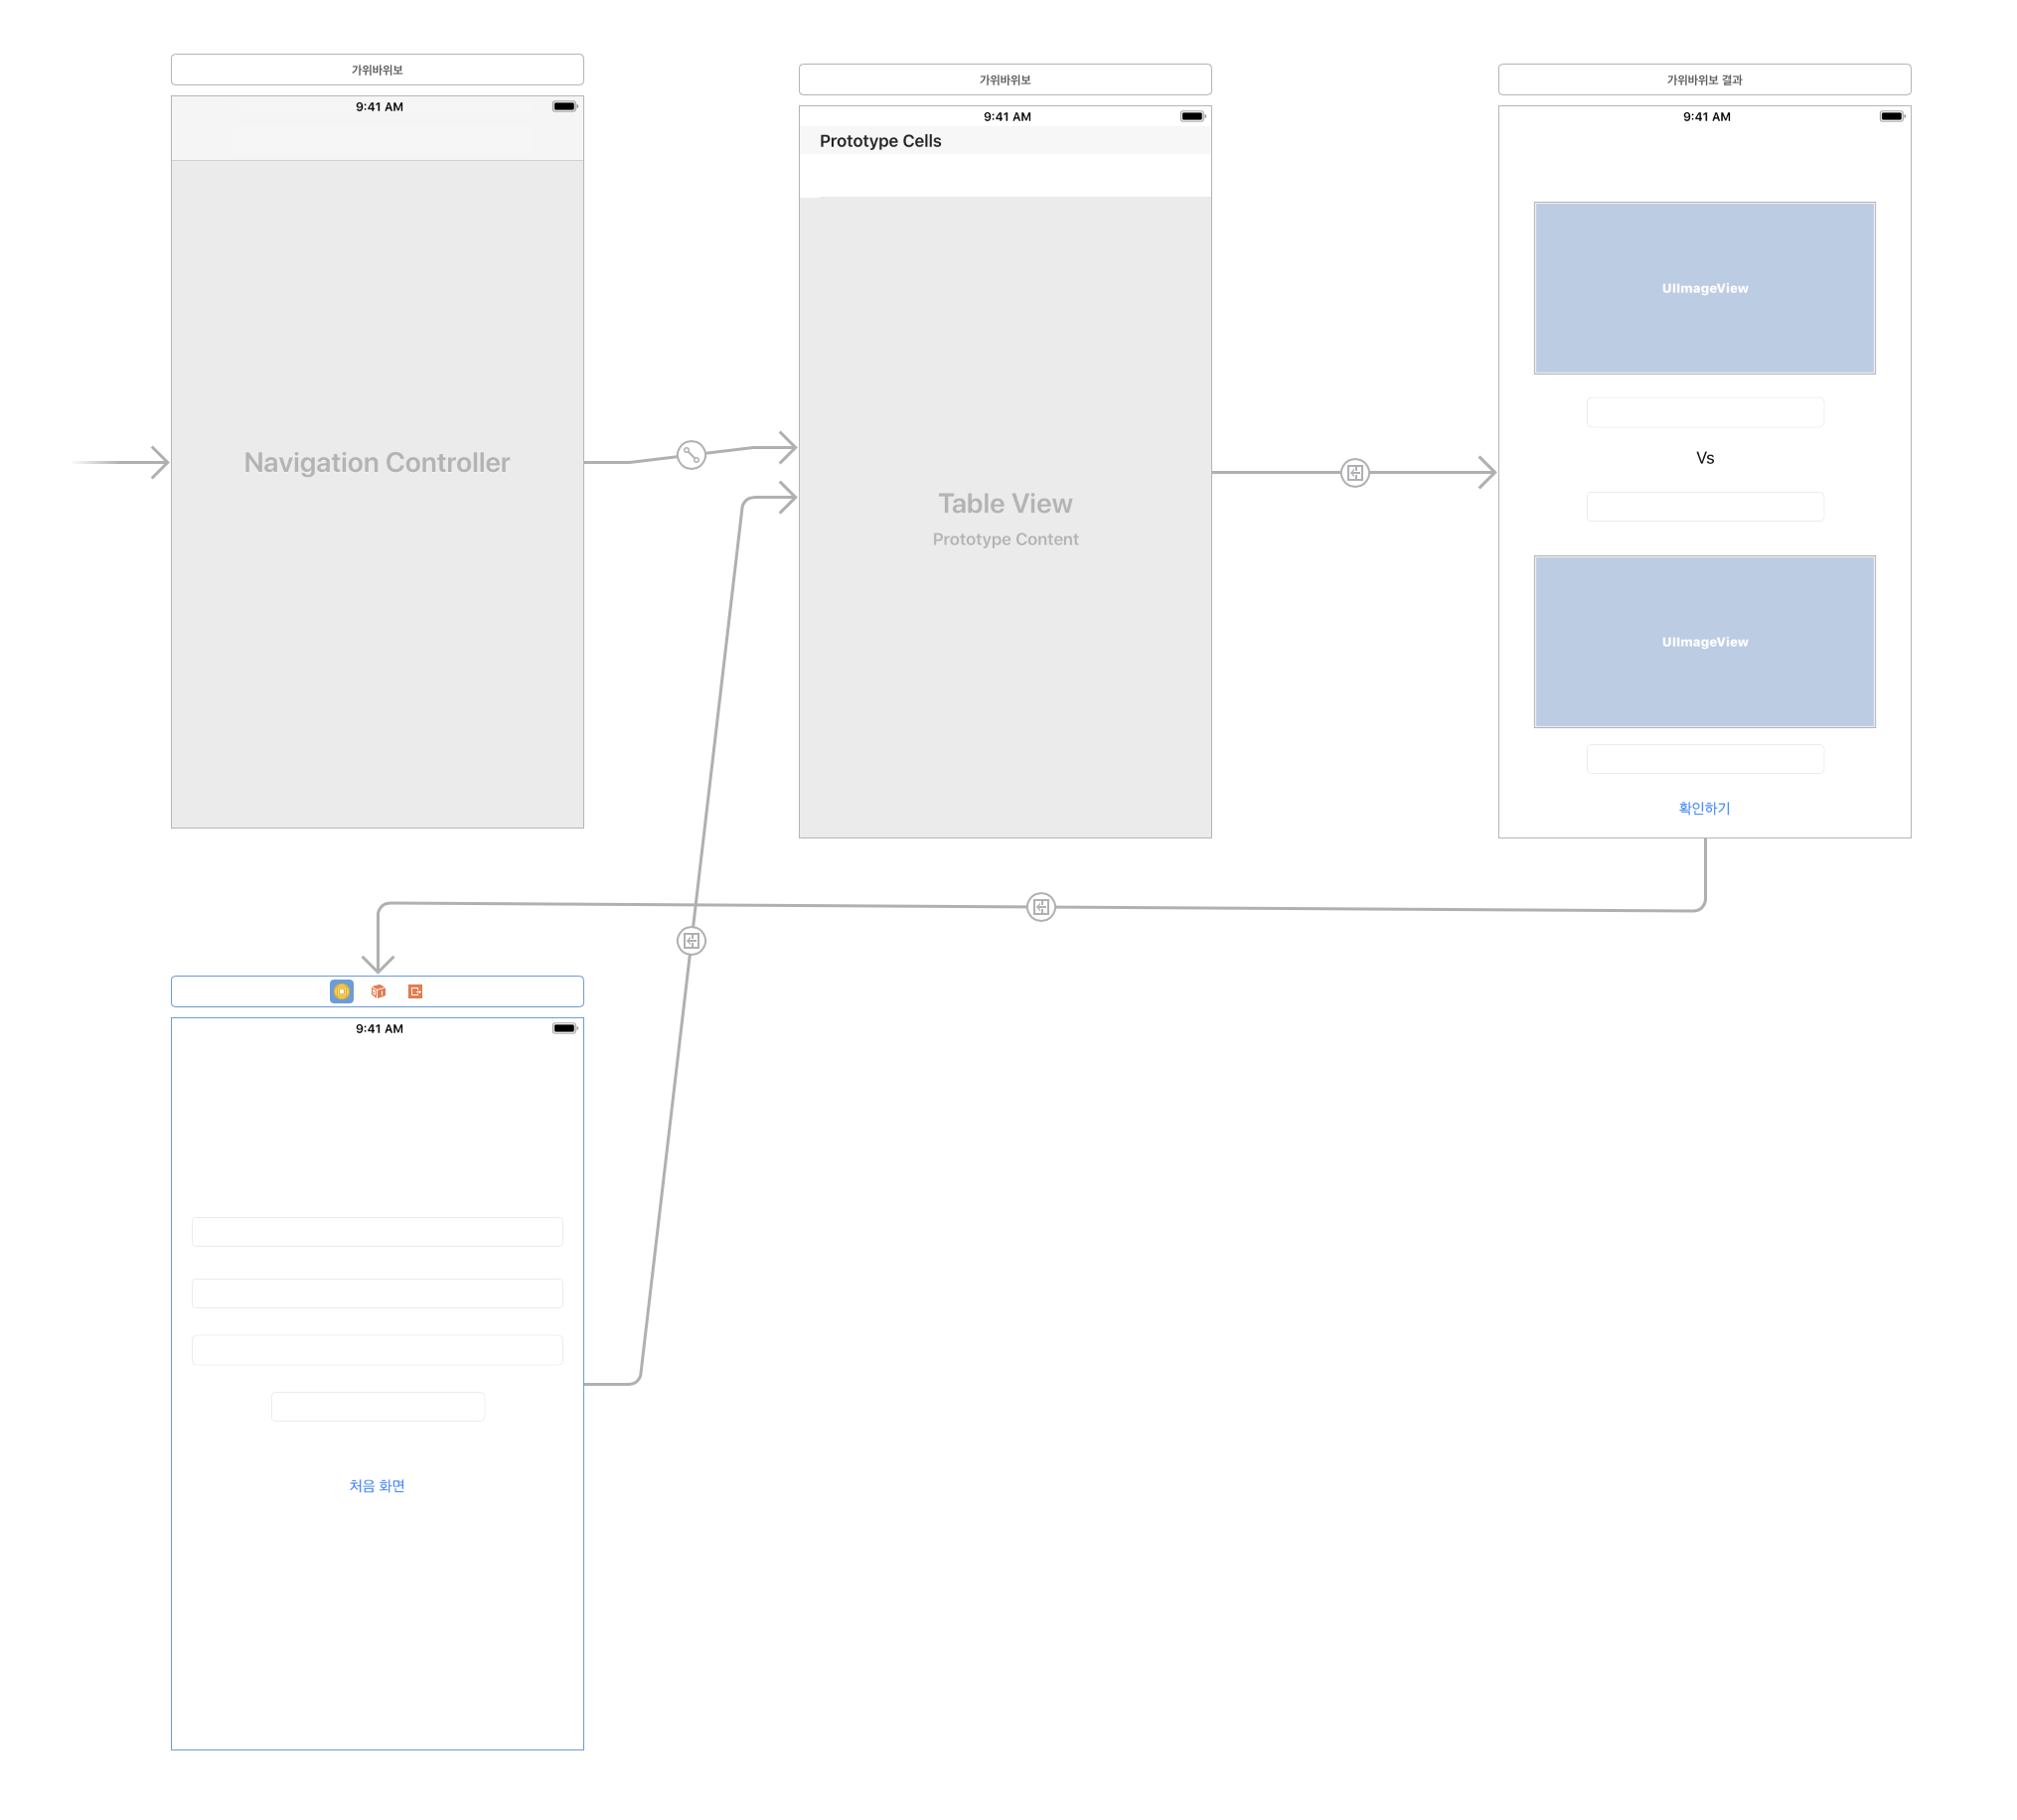 가위바위보
9:41 AM
Navigation Controller
가위바위보
9:41 AM
Prototype Cells
Table View
Prototype Content
가위바위보 결과
9:41 AM
UIImageView
Vs
UIImageView
확인하기
9:41 AM
처음 화면